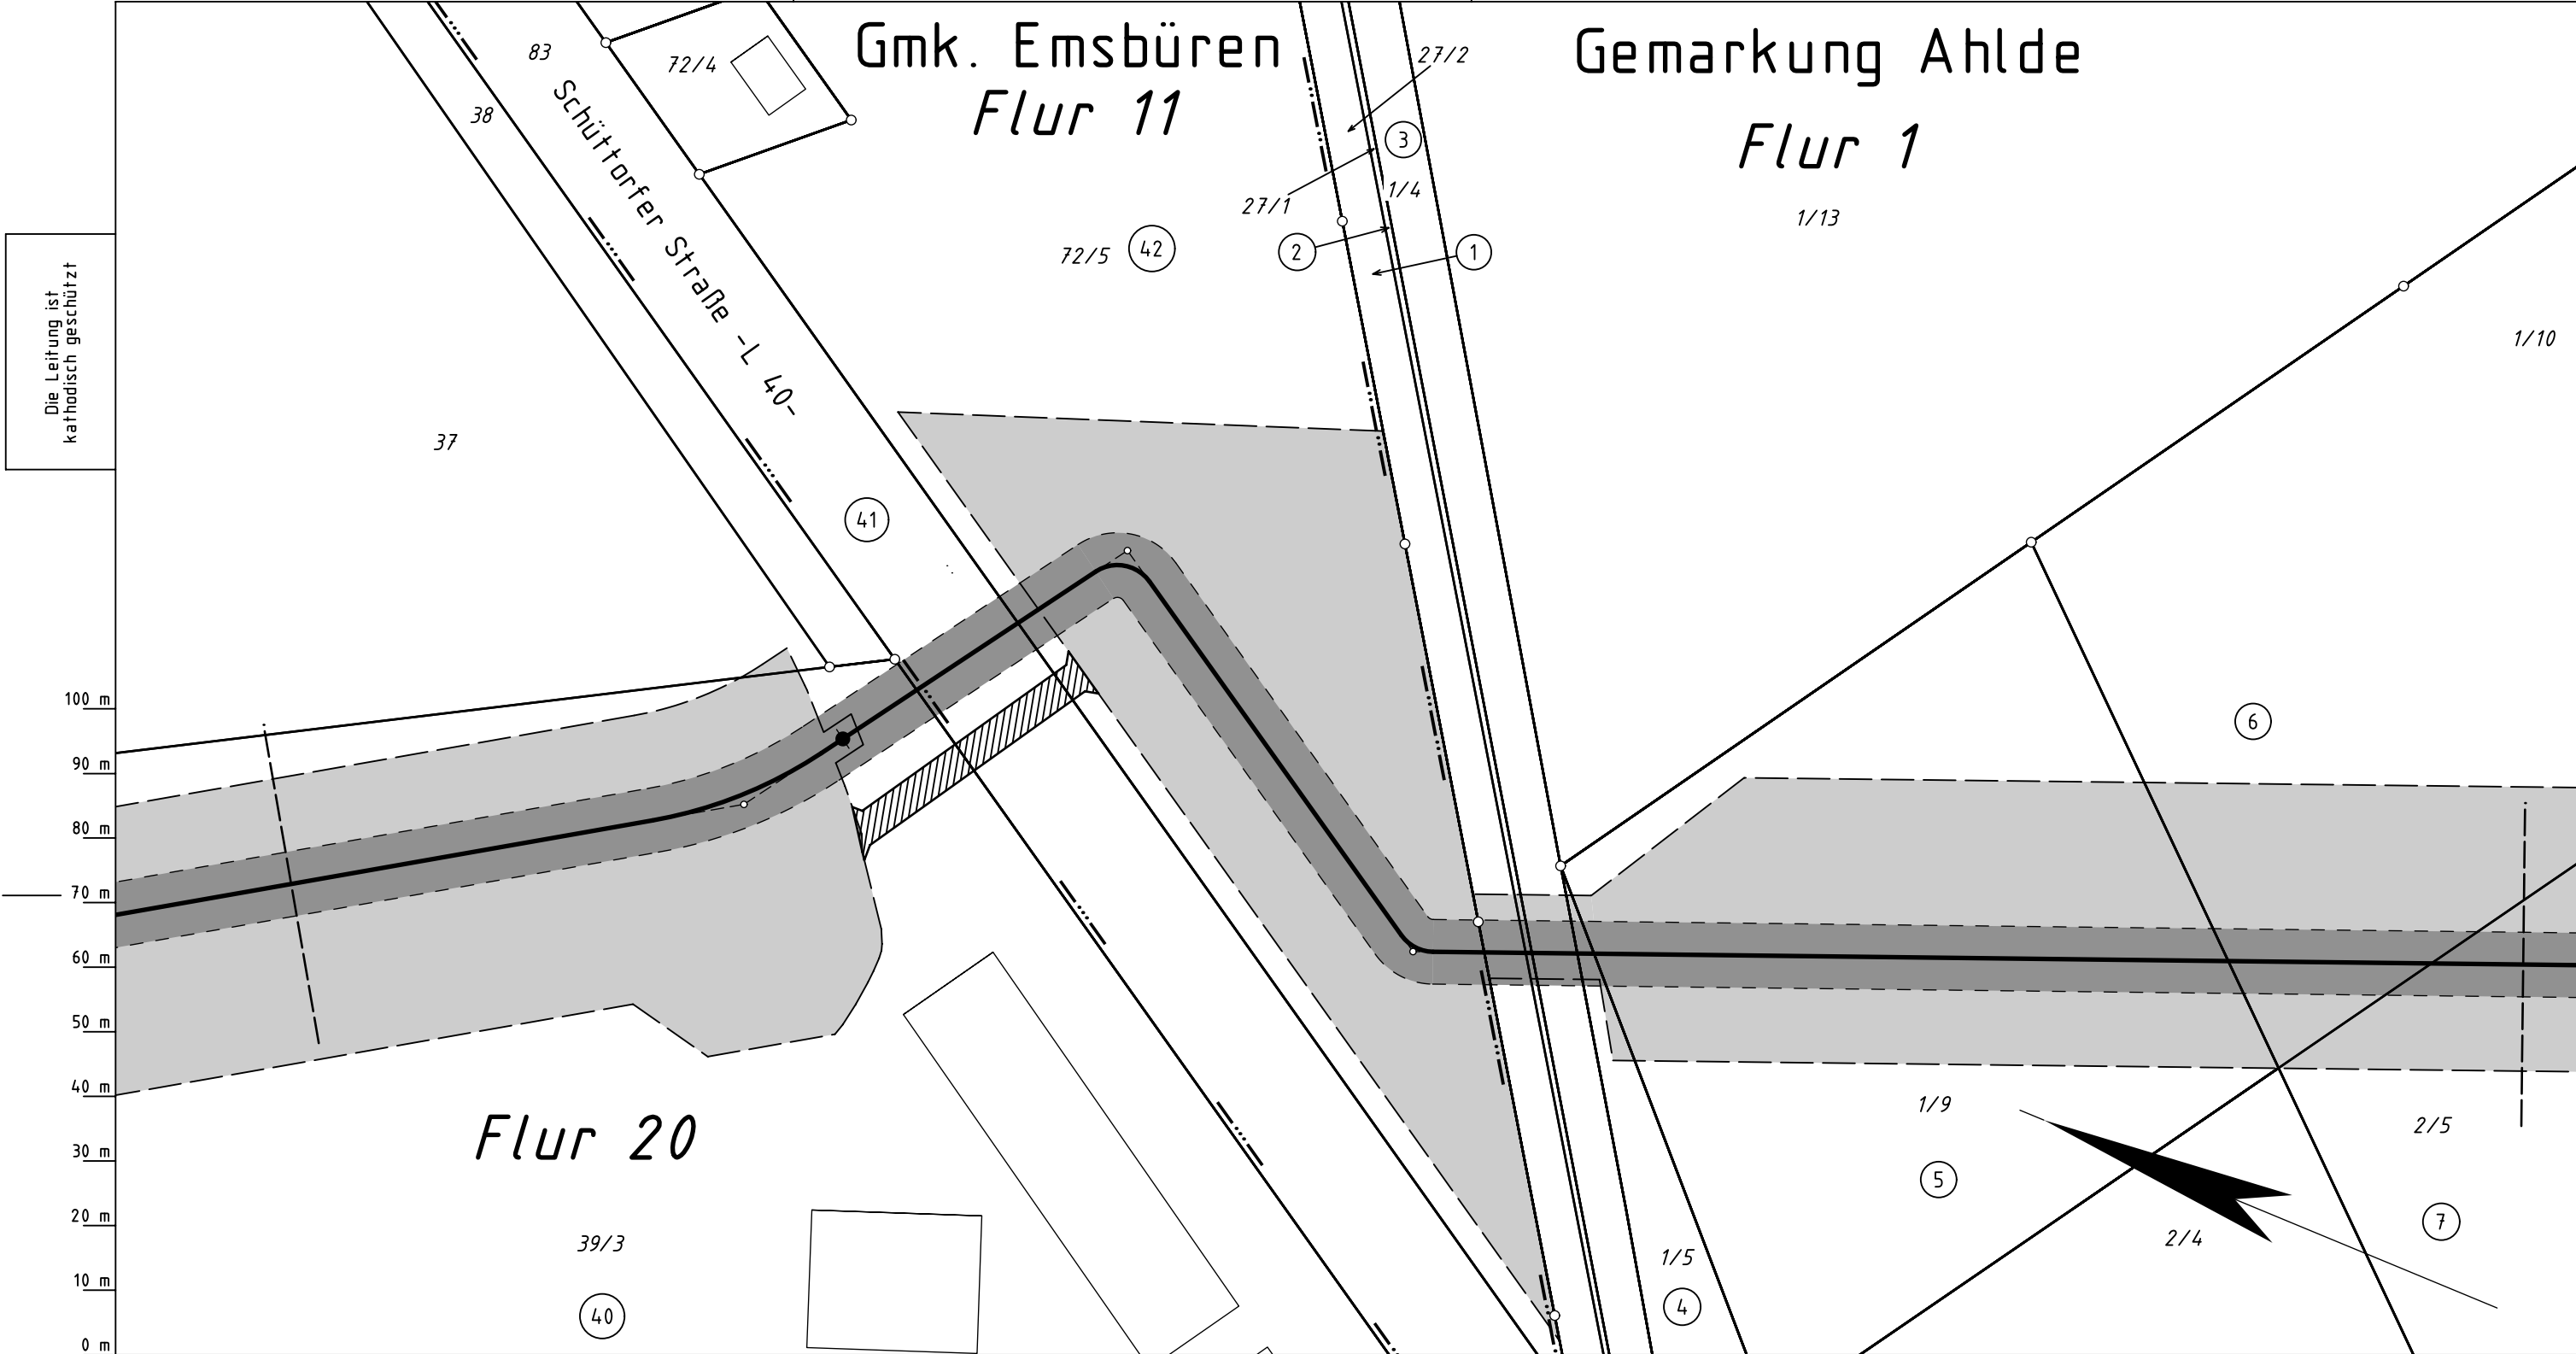 Gmk. Emsbüren
Flur 11
Gemarkung Ahlde
Flur 1
83
72/4
38
Schüttorfer Straße -L 40-
27/2
3
1/4
27/1
2
1
72/5
42
1/13
1/10
Die Leitung ist
kathodisch geschützt
37
41
6
100 m
90 m
80 m
70 m
60 m
50 m
40 m
30 m
20 m
10 m
0 m
Flur 20
39/3
40
1/9
5
2/5
7
2/4
1/5
4